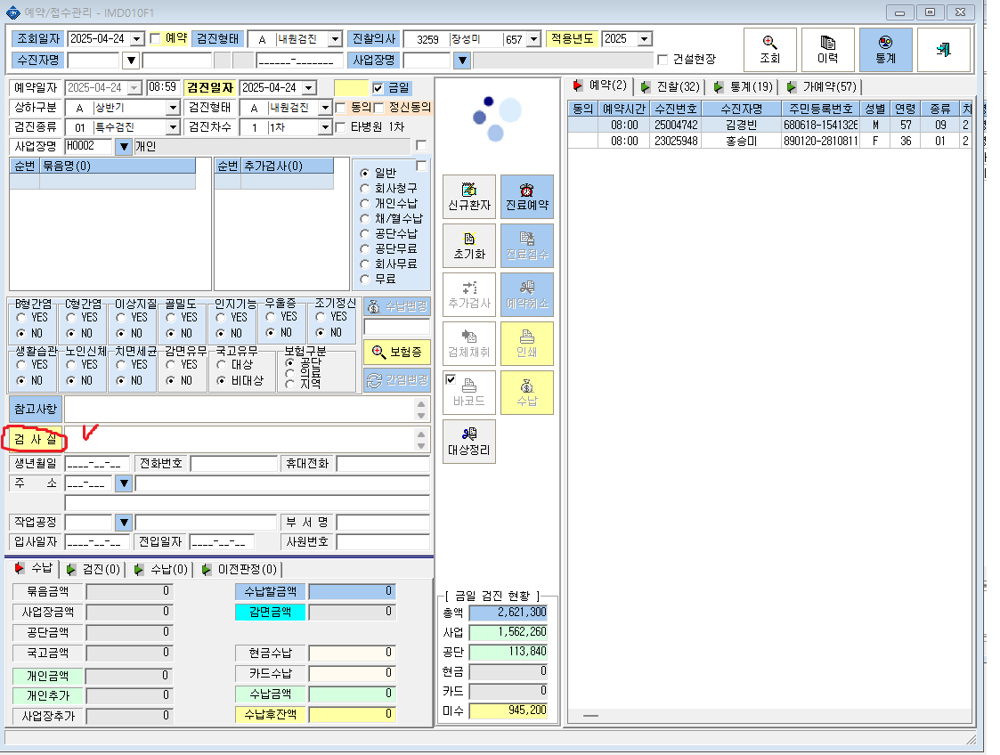 예약/접수관리 - IMD010F1
조회일자 2025-04-24 예약 검진형태 A 내원검진 진찰의사 3259 장성미 657 적용년도 2025
수진자명 ______-_______ 사업장명 건설현장
조회 이력 통계
예약일자 2025-04-24 08:59 검진일자 2025-04-24 금일
상하구분 A 상반기 검진형태 A 내원검진 동의 정신동의
검진종류 01 특수검진 검진차수 1 1차 타병원 1차
사업장명 H0002 개인
순번 묶음명(0) 순번 추가검사(0)
일반
회사청구
개인수납
채/혈수납
공단수납
공단무료
회사무료
무료
B형간염 C형간염 이상지질 골밀도 인지기능 우울증 조기정신
YES YES YES YES YES YES YES
NO NO NO NO NO NO NO
수납변경
보험증
생활습관 노인신체 치면세균 감면유무 국고유무 보험구분
YES YES YES YES 대상 공단
의료
NO NO NO NO 비대상 지역
간염변경
참고사항
검 사 실
생년월일 ____-__-__ 전화번호 휴대전화
주 소 ___-___
작업공정 부 서 명
입사일자 ____-__-__ 전입일자 ____-__-__ 사원번호
수납 검진(0) 수납(0) 이전판정(0)
묶음금액 0 수납할금액 0
사업장금액 0 감면금액 0
공단금액 0
국고금액 0 현금수납 0
개인금액 0 카드수납 0
개인추가 0 수납금액 0
사업장추가 0 수납후잔액 0
신규환자 진료예약
초기화 진료접수
추가검사 예약취소
검체채취 인쇄
바코드 수납
대상정리
[ 금일 검진 현황 ]
총액 2,621,300
사업 1,562,260
공단 113,840
현금 0
카드 0
미수 945,200
예약(2) 진찰(32) 통계(19) 가예약(57)
동의 예약시간 수진번호 수진자명 주민등록번호 성별 연령 종류 차
08:00 25004742 김경빈 680618-1541326 M 57 09 2
08:00 23025948 홍승미 890120-2810811 F 36 01 2